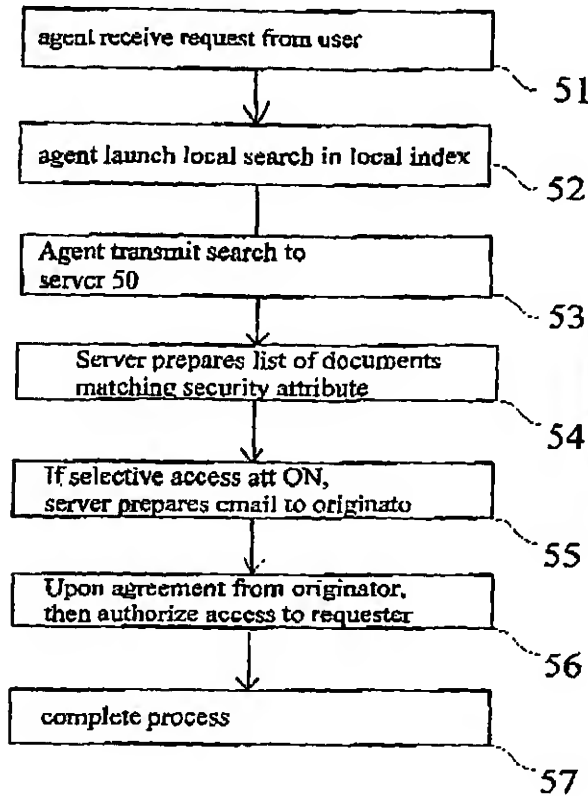 agent receive request from user
51
agent launch local search in local index
52
Agent transmit search to
server 50
53
Server prepares list of documents
matching security attribute
54
If selective access att ON,
server prepares email to originato
55
Upon agreement from originator,
then authorize access to requester
56
complete process
57